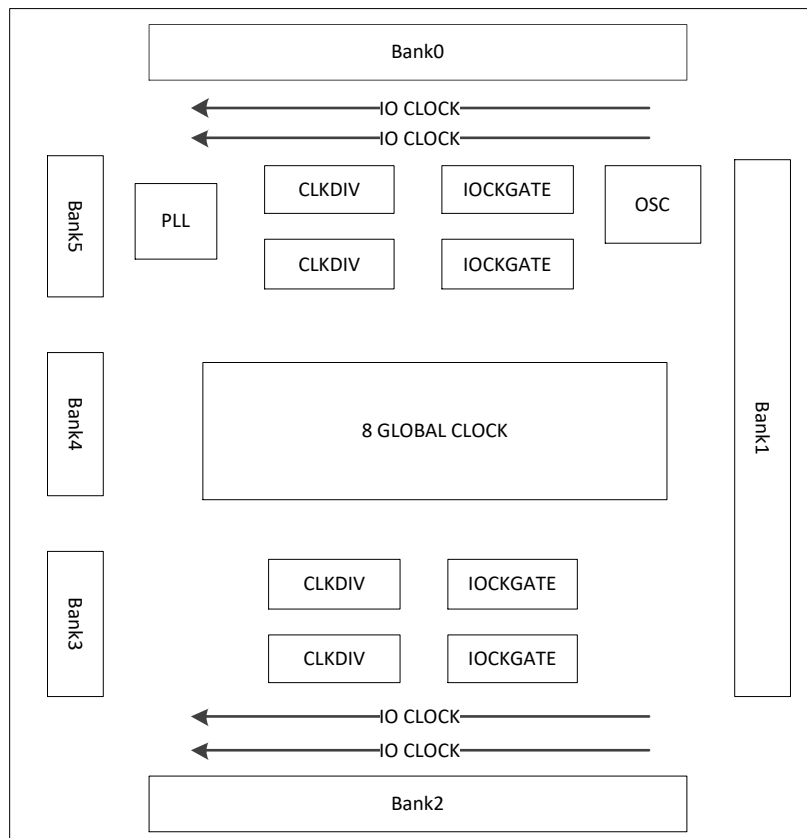 Bank0
IO CLOCK
IO CLOCK
CLKDIV
IOCKGATE
OSC
PLL
Bank5
CLKDIV
IOCKGATE
8 GLOBAL CLOCK
Bank4
Bank1
CLKDIV
IOCKGATE
Bank3
CLKDIV
IOCKGATE
IO CLOCK
IO CLOCK
Bank2